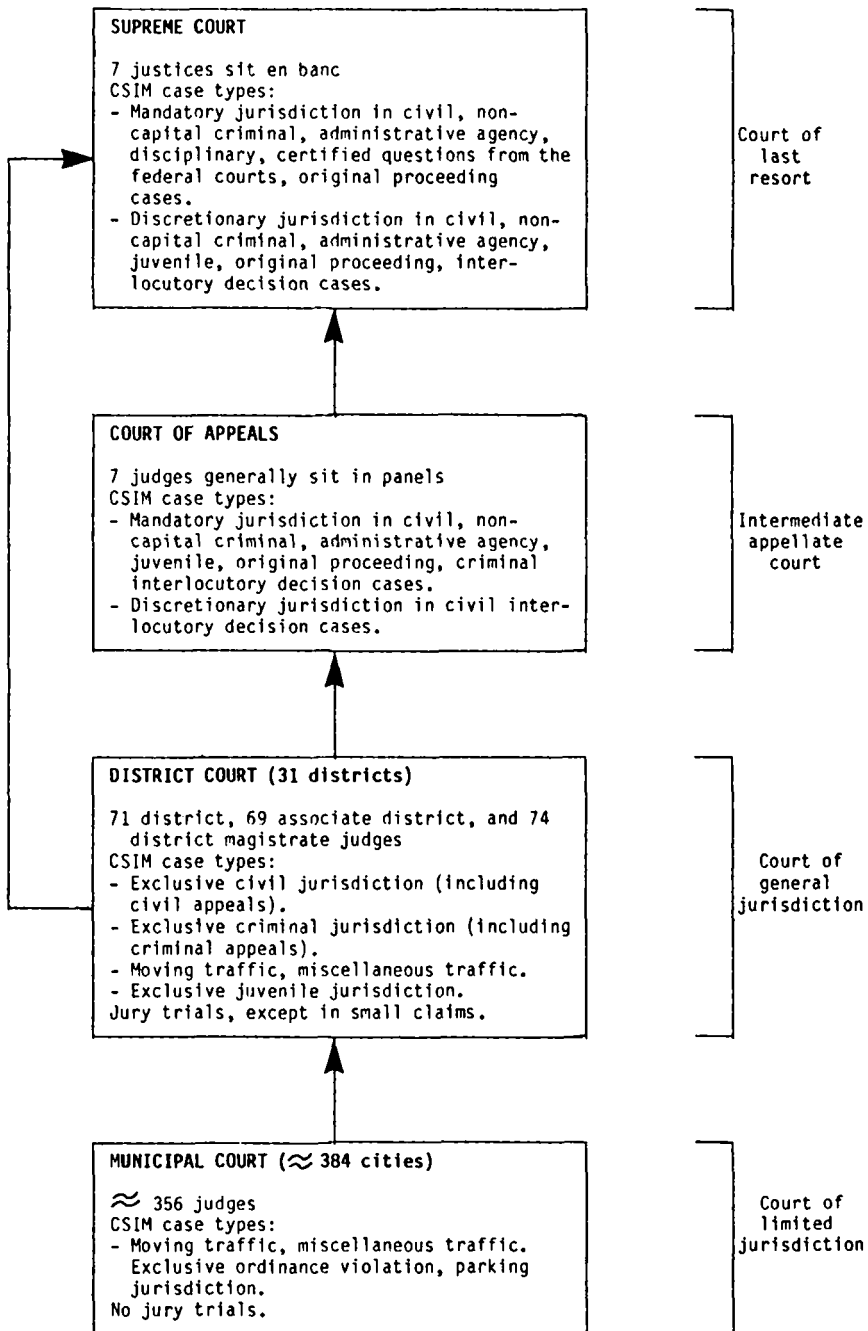 SUPREME COURT
7 justices sit en banc
CSIM case types:
- Mandatory jurisdiction in civil, non-
capital criminal, administrative agency,
disciplinary, certified questions from the
federal courts, original proceeding
cases.
- Discretionary jurisdiction in civil, non-
capital criminal, administrative agency,
juvenile, original proceeding, inter-
locutory decision cases.
Court of
last
resort
COURT OF APPEALS
7 judges generally sit in panels
CSIM case types:
- Mandatory jurisdiction in civil, non-
capital criminal, administrative agency,
juvenile, original proceeding, criminal
interlocutory decision cases.
- Discretionary jurisdiction in civil inter-
locutory decision cases.
Intermediate
appellate
court
DISTRICT COURT (31 districts)
71 district, 69 associate district, and 74
district magistrate judges
CSIM case types:
- Exclusive civil jurisdiction (including
civil appeals).
- Exclusive criminal jurisdiction (including
criminal appeals).
- Moving traffic, miscellaneous traffic.
- Exclusive juvenile jurisdiction.
Jury trials, except in small claims.
Court of
general
jurisdiction
MUNICIPAL COURT (≈ 384 cities)
≈ 356 judges
CSIM case types:
- Moving traffic, miscellaneous traffic.
Exclusive ordinance violation, parking
jurisdiction.
No jury trials.
Court of
limited
jurisdiction